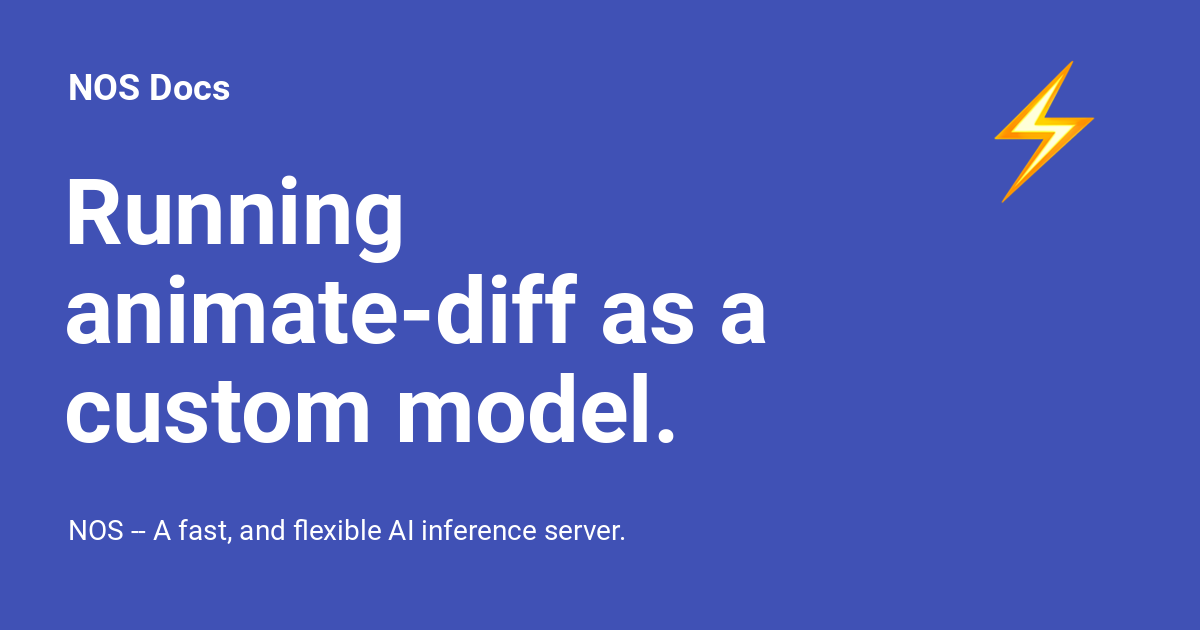 NOS Docs
Running
animate-diff as a
custom model.
NOS -- A fast, and flexible AI inference server.